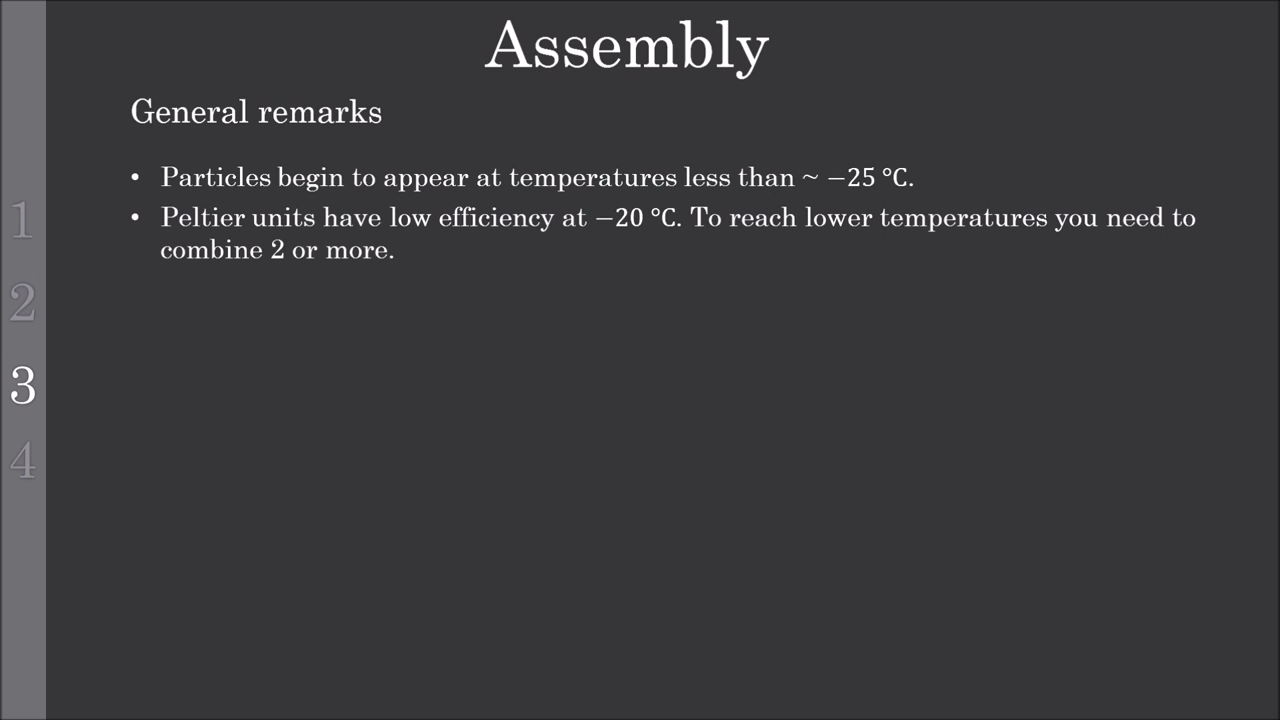 Assembly
General remarks
• Particles begin to appear at temperatures less than ~ −25 °C.
• Peltier units have low efficiency at −20 °C. To reach lower temperatures you need to
combine 2 or more.
1
2
3
4